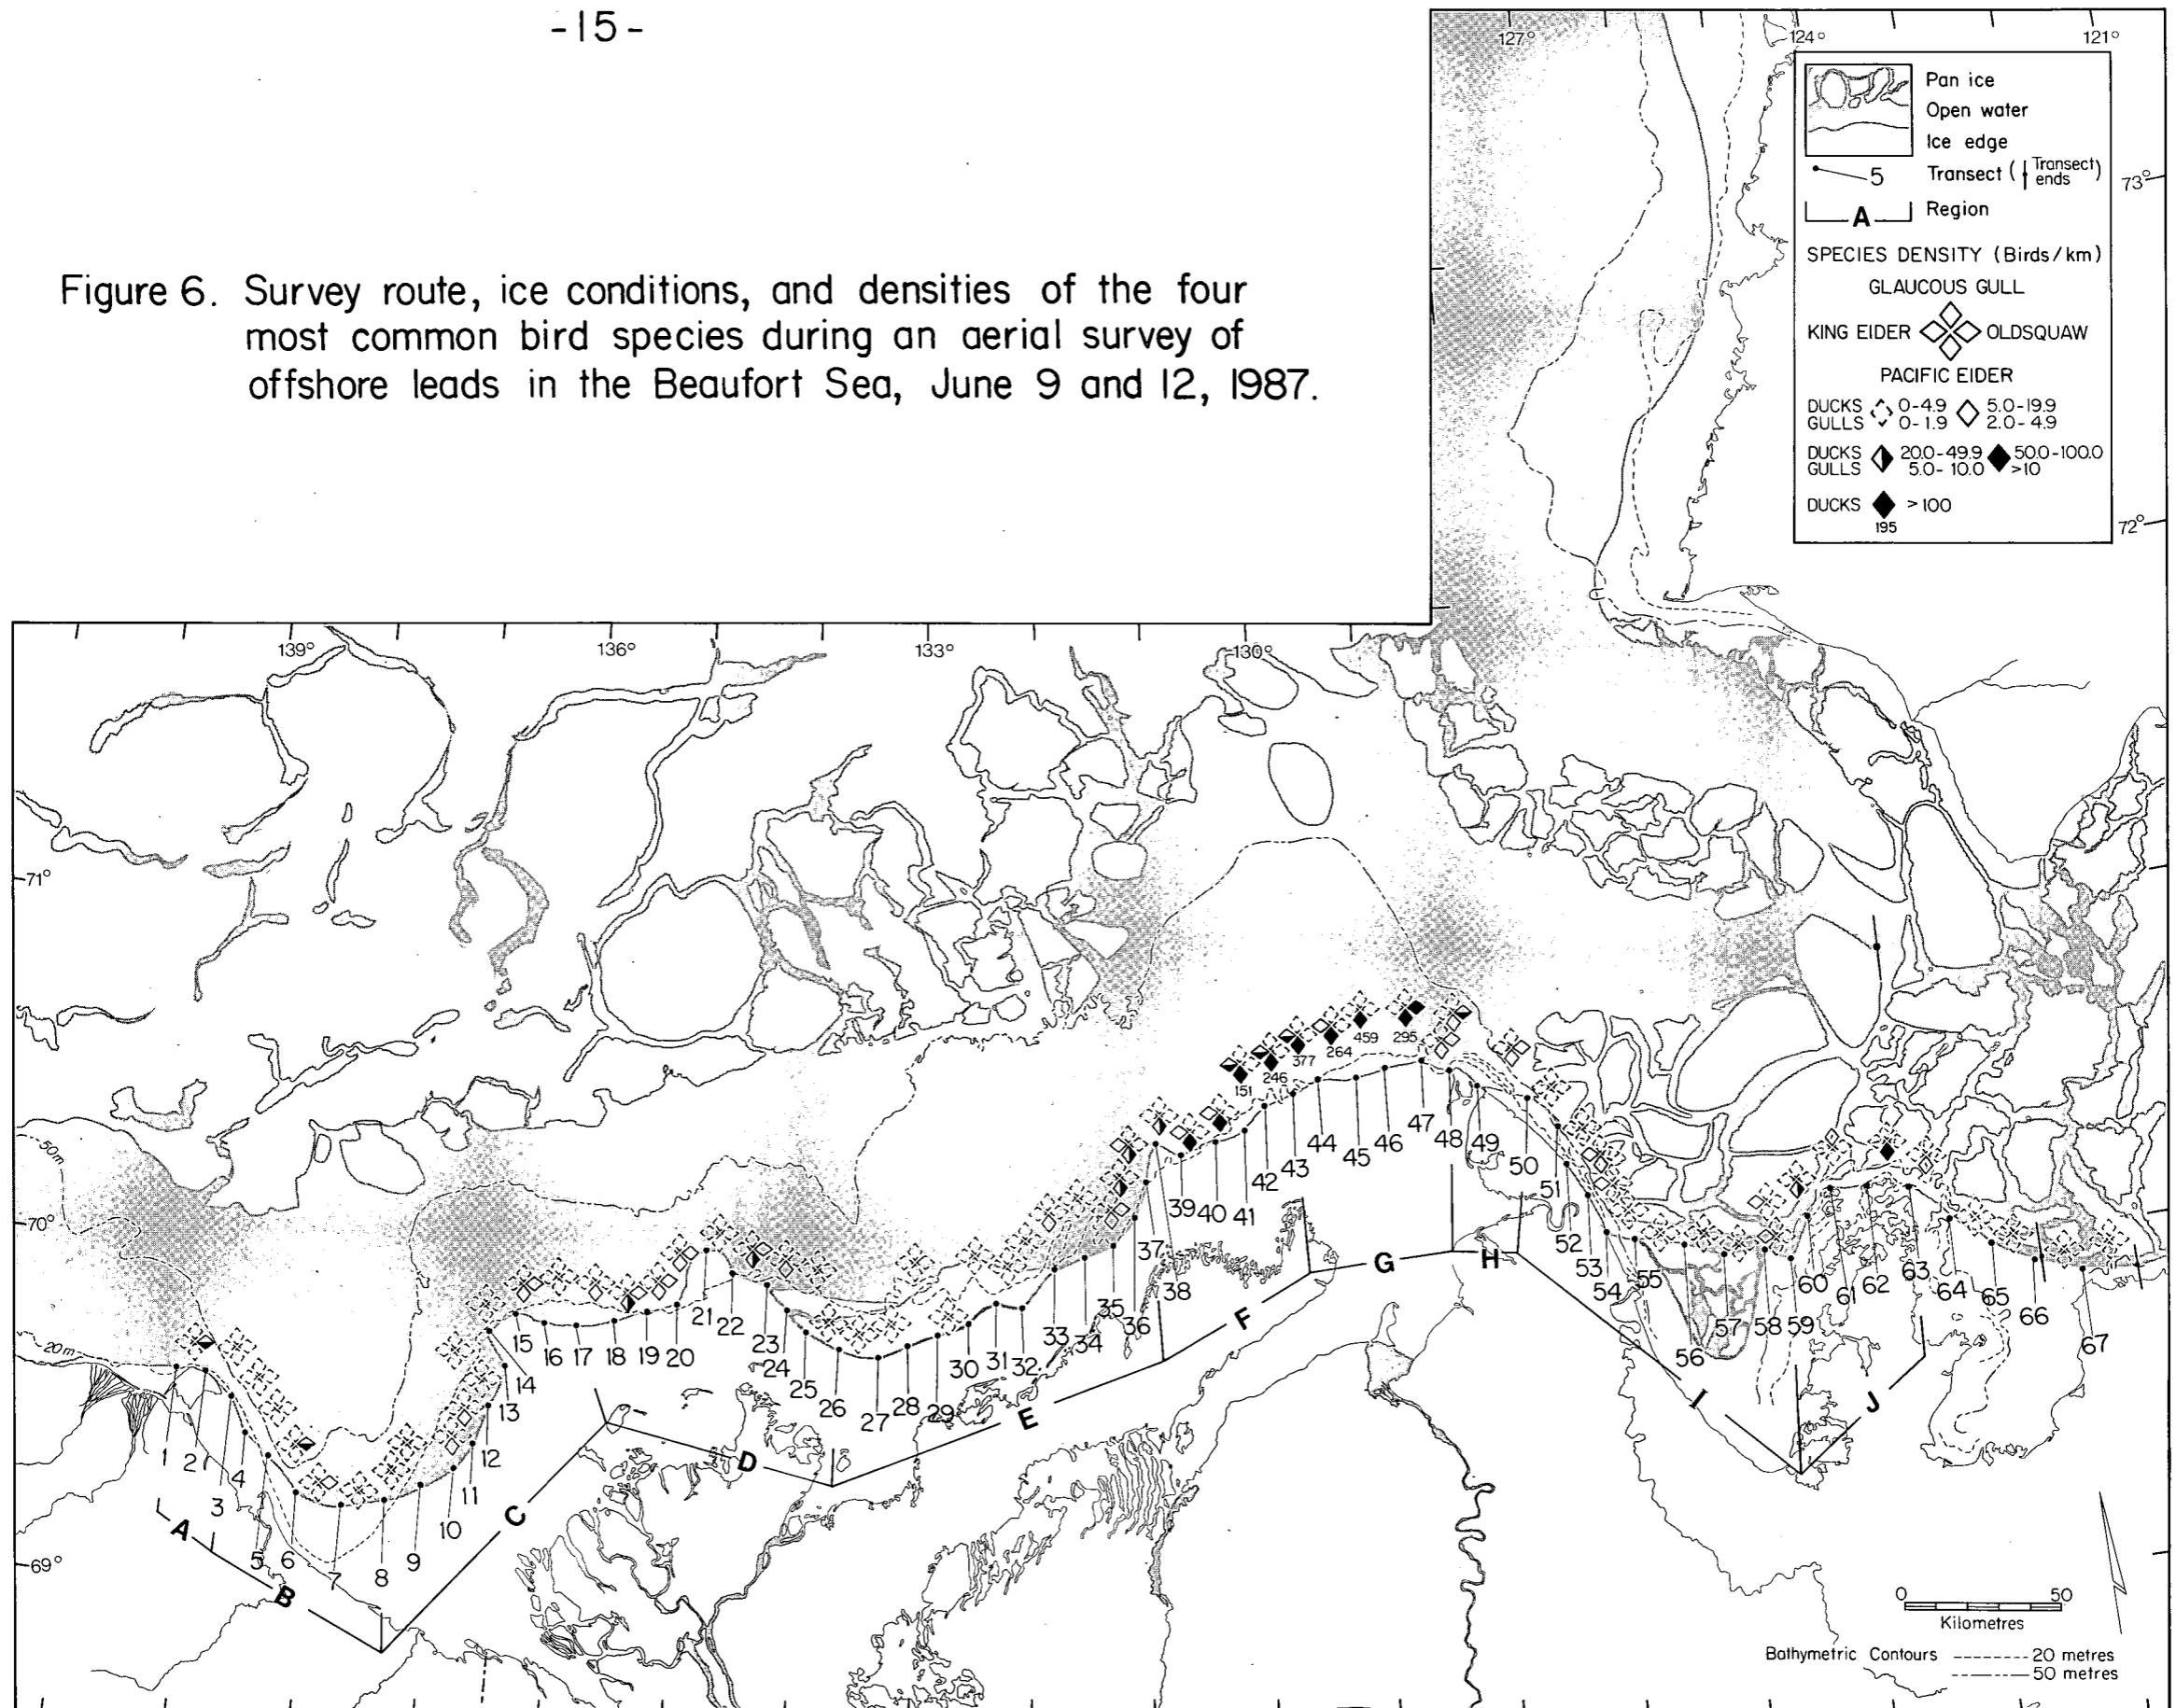 -15-
Figure 6. Survey route, ice conditions, and densities of the four
most common bird species during an aerial survey of
offshore leads in the Beaufort Sea, June 9 and 12, 1987.
127° 124° 121°
Pan ice
Open water
Ice edge
5 Transect ( Transect ends )
A Region
SPECIES DENSITY (Birds/km)
GLAUCOUS GULL
KING EIDER OLDSQUAW
PACIFIC EIDER
DUCKS 0-4.9 5.0-19.9
GULLS 0-1.9 2.0-4.9
DUCKS 20.0-49.9 50.0-100.0
GULLS 5.0-10.0 >10
DUCKS >100
195
73°
72°
139° 136° 133° 130°
71°
70°
69°
50m
20m
151 246 377 264 459 295
1 2 3 4 5 6 7 8 9 10 11 12 13 14 15 16 17 18 19 20 21 22 23 24 25 26 27 28 29 30 31 32 33 34 35 36 37 38 39 40 41 42 43 44 45 46 47 48 49 50 51 52 53 54 55 56 57 58 59 60 61 62 63 64 65 66 67
A B C D E F G H I J
0 50
Kilometres
Bathymetric Contours 20 metres
50 metres